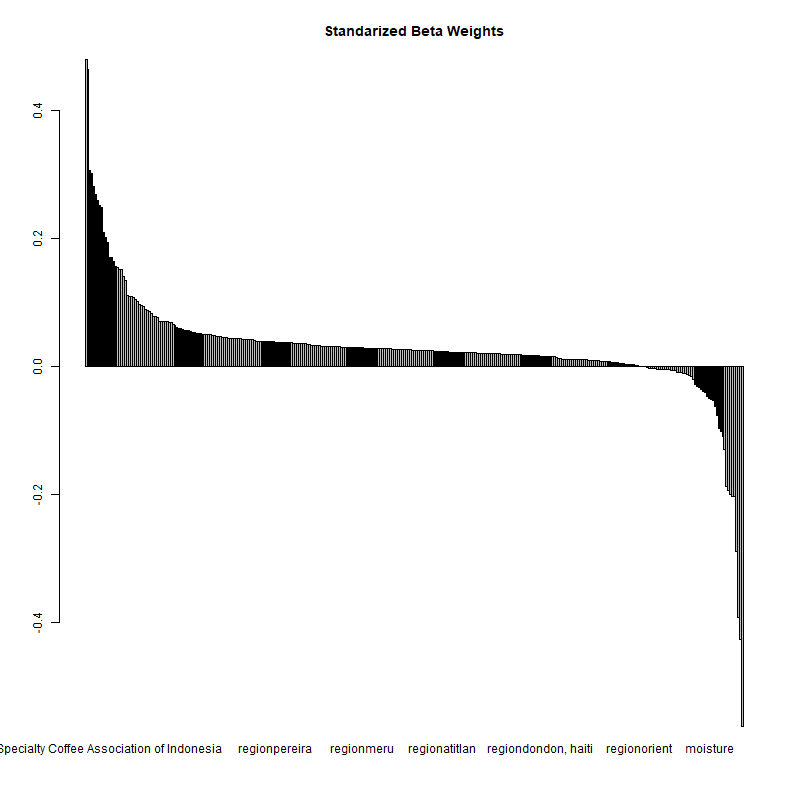 Standarized Beta Weights
0.4
0.2
0.0
-0.2
-0.4
Specialty Coffee Association of Indonesia regionpereira regionmeru regionatitlan regiondondon, haiti regionorient moisture